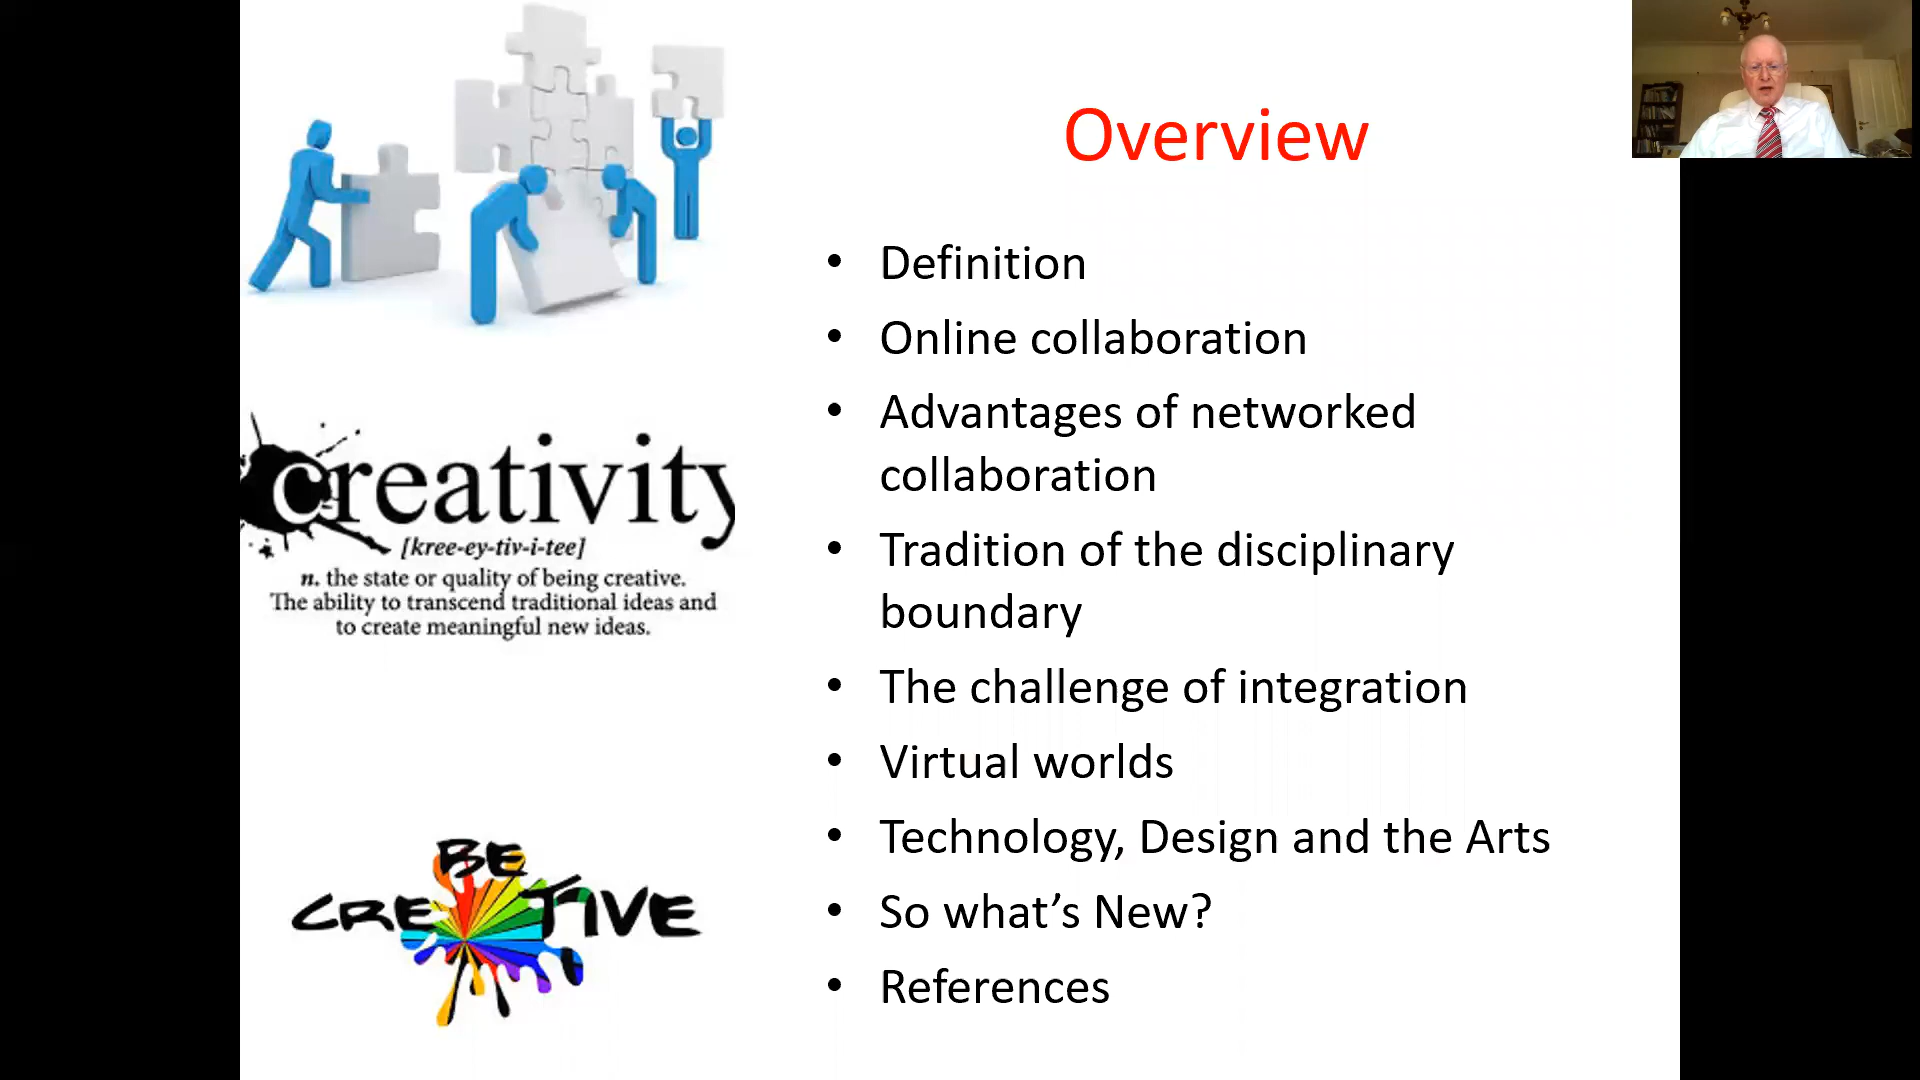 Overview
• Definition
• Online collaboration
• Advantages of networked
collaboration
• Tradition of the disciplinary
boundary
• The challenge of integration
• Virtual worlds
• Technology, Design and the Arts
• So what’s New?
• References
creativity
[kree-ey-tiv-i-tee]
n. the state or quality of being creative.
The ability to transcend traditional ideas and
to create meaningful new ideas.
BE
CREATIVE